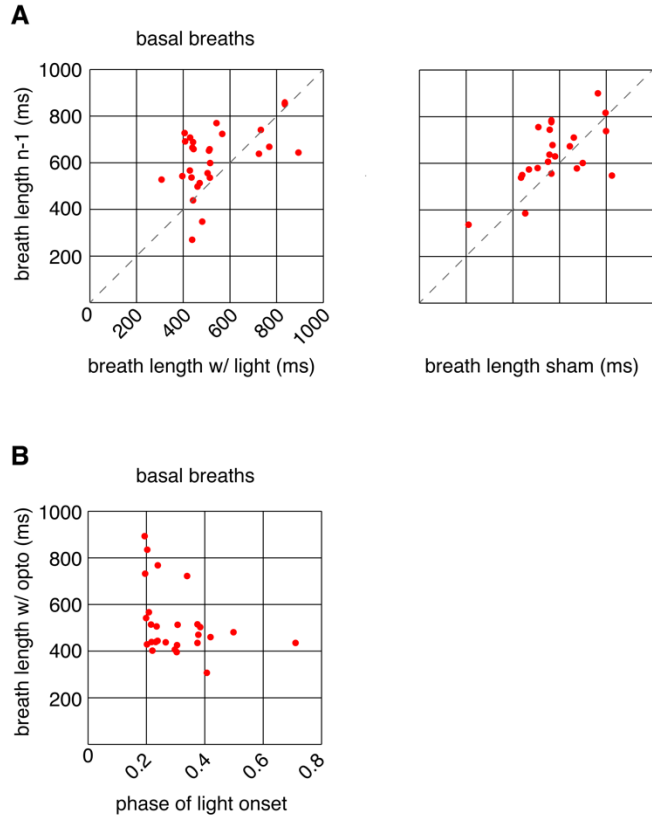 A
basal breaths
breath length n-1 (ms)
1000
800
600
400
200
0
200
400
600
800
1000
breath length w/ light (ms)
breath length sham (ms)
B
basal breaths
breath length w/ opto (ms)
1000
800
600
400
200
0
0.2
0.4
0.6
0.8
phase of light onset